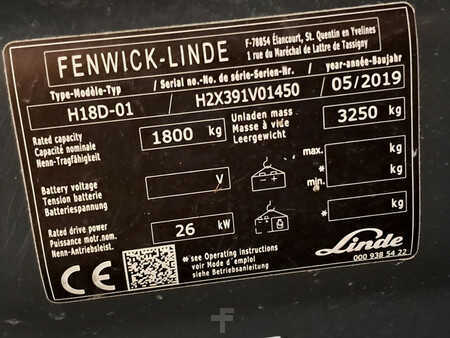 FENWICK-LINDE
F-78854 Élancourt, St. Quentin en Yvelines
1 rue du Maréchal de Lattre de Tassigny
Type-Modèle-Typ / Serial no.-No. de série-Serien-Nr. / year-année-Baujahr
H18D-01 H2X391V01450 05/2019
Rated capacity
Capacité nominale
Nenn-Tragfähigkeit
1800 kg
Unladen mass
Masse à vide
Leergewicht
3250 kg
Battery voltage
Tension batterie
Batteriespannung
V
max. kg
* kg
min.
* kg
Rated drive power
Puissance motr.nom.
Nenn-Antriebsleist.
26 kW
CE
*see Operating instructions
voir Mode d'emploi
siehe Betriebsanleitung
Linde
000 938 54 22